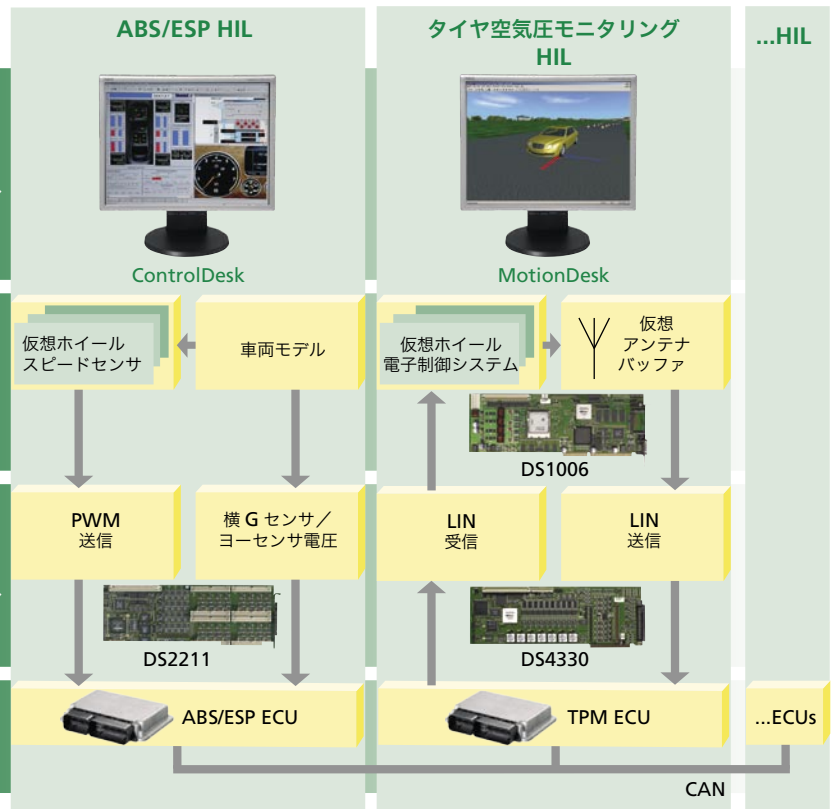 ABS/ESP HIL
タイヤ空気圧モニタリング
HIL
...HIL
ControlDesk
MotionDesk
仮想ホイール
スピードセンサ
車両モデル
仮想ホイール
電子制御システム
仮想
アンテナ
バッファ
DS1006
PWM
送信
横 G センサ／
ヨーセンサ電圧
LIN
受信
LIN
送信
DS2211
DS4330
ABS/ESP ECU
TPM ECU
...ECUs
CAN